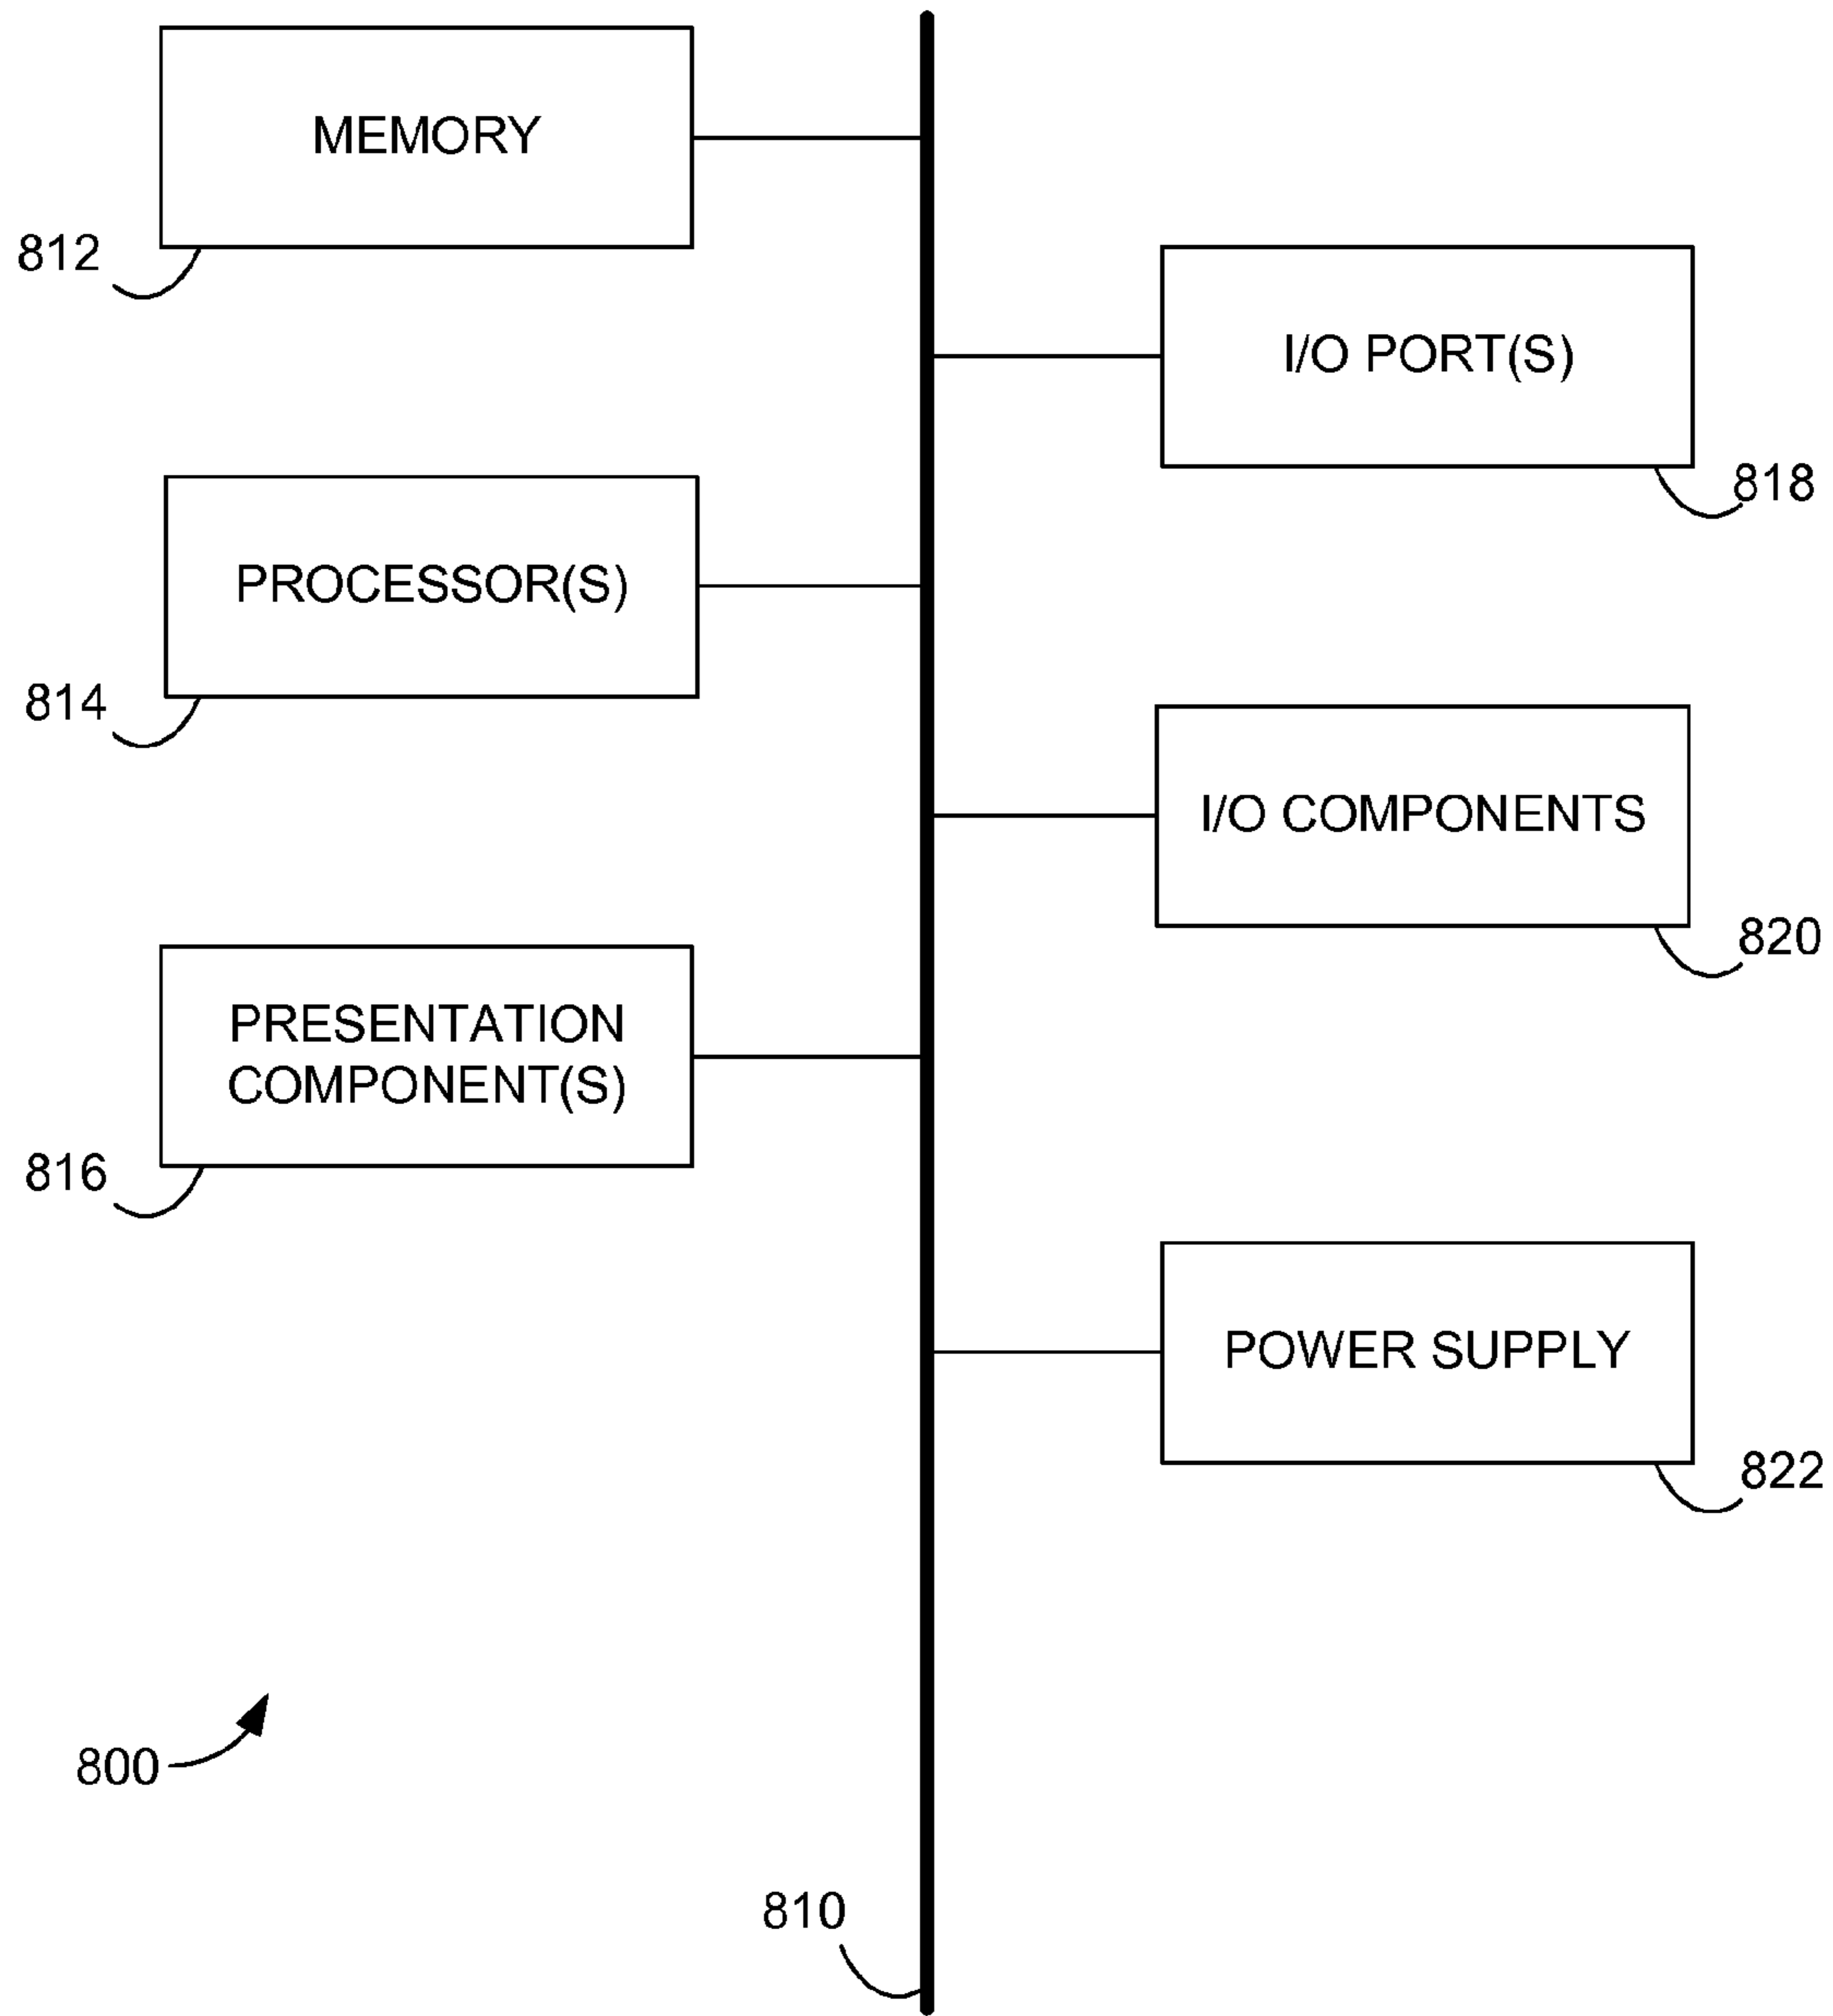 MEMORY
812
I/O PORT(S)
818
PROCESSOR(S)
814
I/O COMPONENTS
820
PRESENTATION
COMPONENT(S)
816
POWER SUPPLY
822
800
810